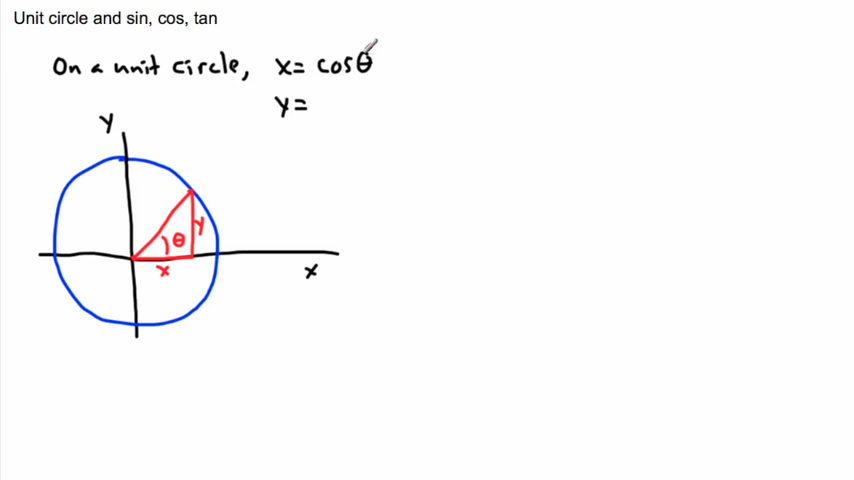 Unit circle and sin, cos, tan
On a unit circle, x = cosθ
y =
y
y
θ
x
x